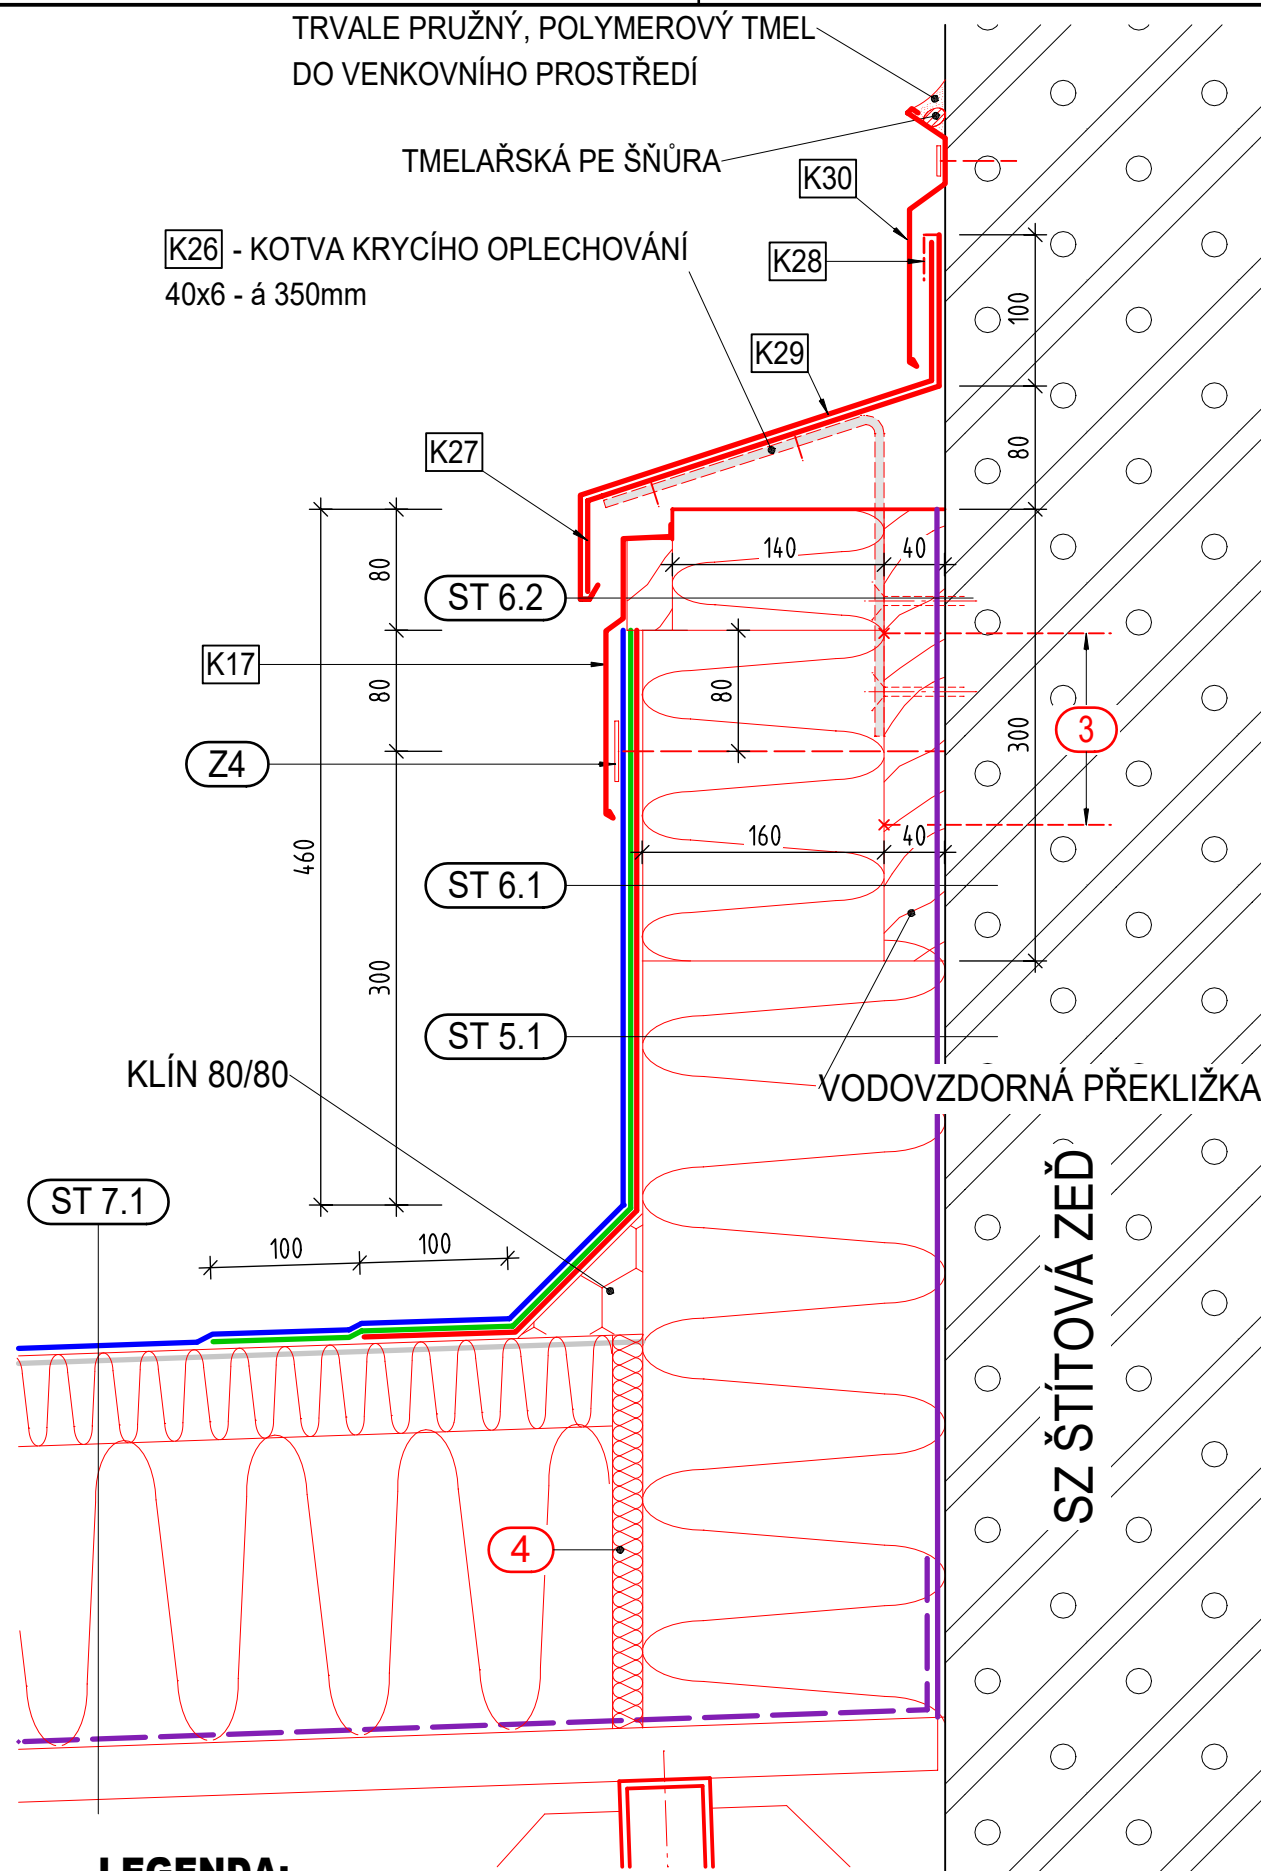 TRVALE PRUŽNÝ, POLYMEROVÝ TMEL
DO VENKOVNÍHO PROSTŘEDÍ
TMELAŘSKÁ PE ŠŇŮRA
K30
K26 - KOTVA KRYCÍHO OPLECHOVÁNÍ
40x6 - á 350mm
K28
100
K29
K27
80
80
140
40
ST 6.2
K17
80
80
3
300
Z4
460
160
40
ST 6.1
300
ST 5.1
KLÍN 80/80
VODOVZDORNÁ PŘEKLIŽKA
ST 7.1
100
100
SZ ŠTÍTOVÁ ZEĎ
4
LEGENDA: